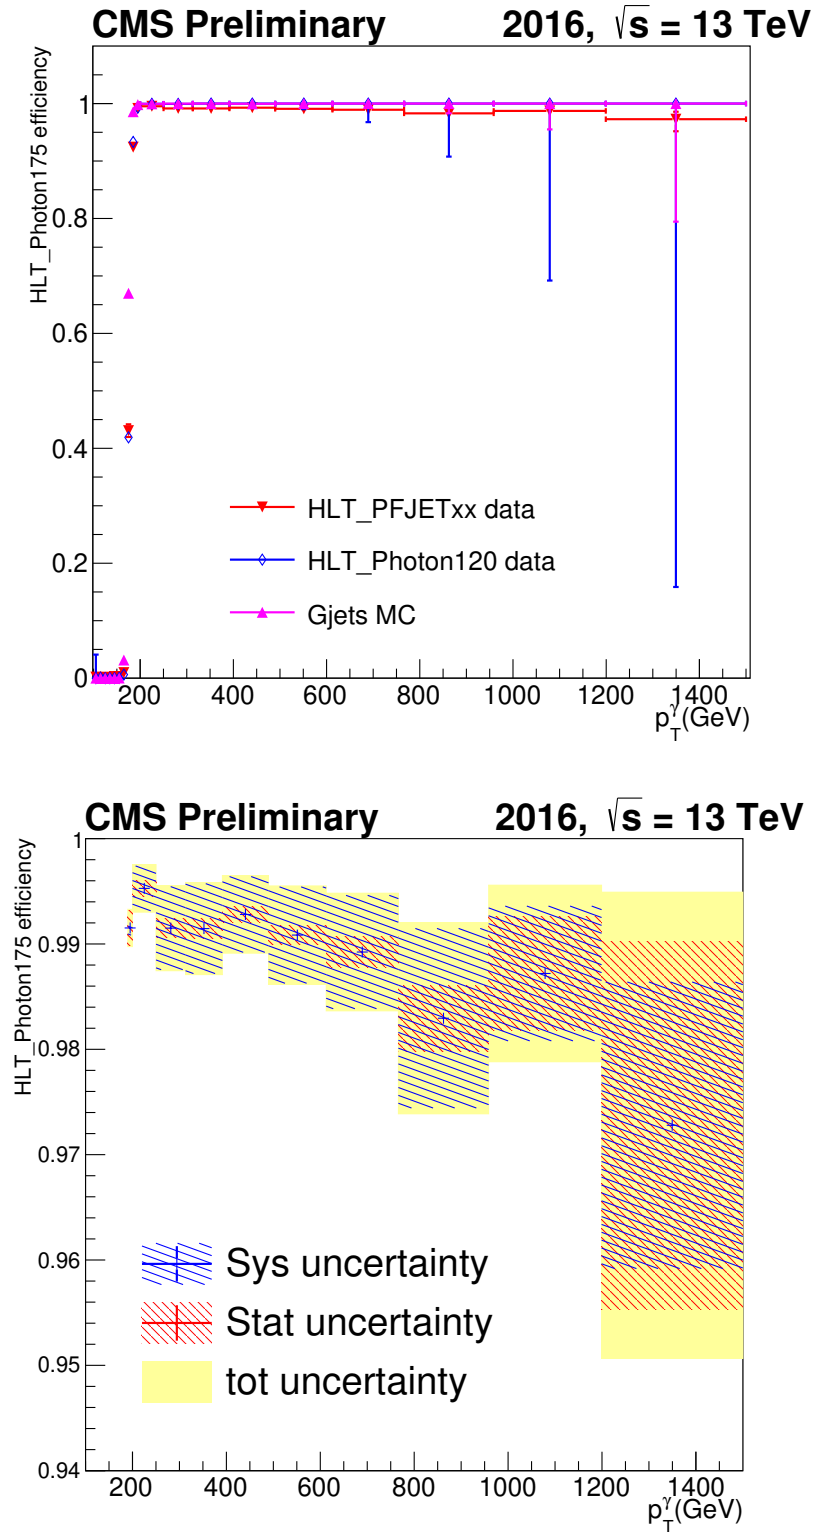 CMS Preliminary 2016, √s = 13 TeV
HLT_Photon175 efficiency
1
0.8
0.6
0.4
0.2
0
HLT_PFJETxx data
HLT_Photon120 data
Gjets MC
200 400 600 800 1000 1200 1400
p_T^γ(GeV)
CMS Preliminary 2016, √s = 13 TeV
HLT_Photon175 efficiency
1
0.99
0.98
0.97
0.96
0.95
0.94
Sys uncertainty
Stat uncertainty
tot uncertainty
200 400 600 800 1000 1200 1400
p_T^γ(GeV)